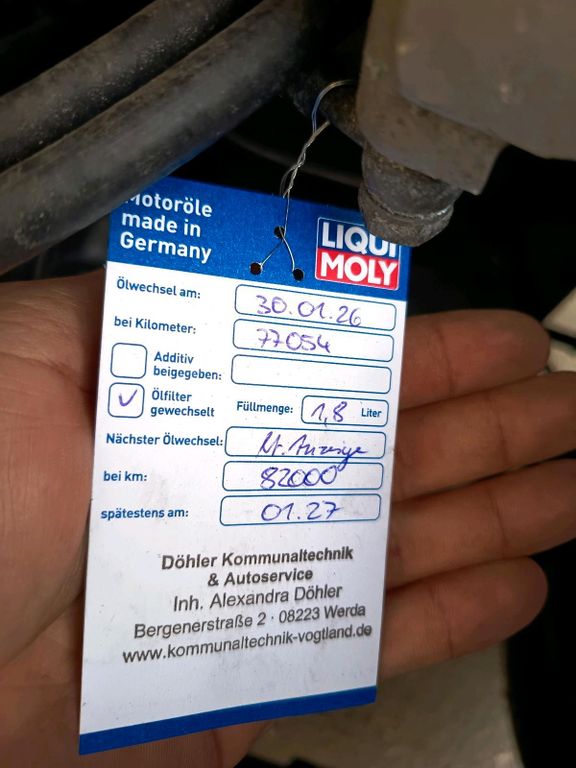 Motoröle
made in
Germany
LIQUI
MOLY
Ölwechsel am: 30.01.26
bei Kilometer: 77054
Additiv
beigegeben:
Ölfilter
gewechselt ✓ Füllmenge: 1,8 Liter
Nächster Ölwechsel: lt. Anzeige
bei km: 82000
spätestens am: 01.27
Döhler Kommunaltechnik
& Autoservice
Inh. Alexandra Döhler
Bergenerstraße 2 · 08223 Werda
www.kommunaltechnik-vogtland.de